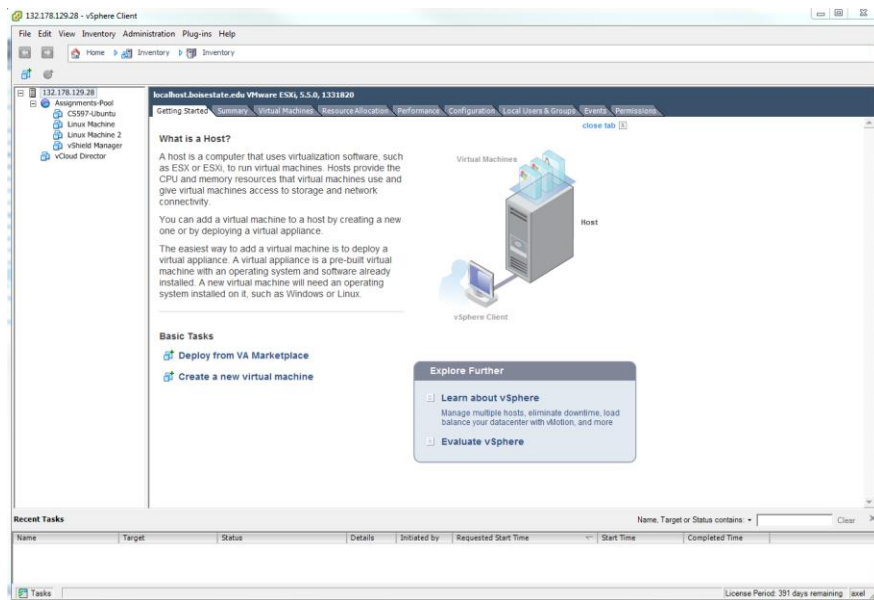 132.178.129.28 - vSphere Client
File Edit View Inventory Administration Plug-ins Help
Home Inventory Inventory
132.178.129.28
Assignments-Pool
CS597-Ubuntu
Linux Machine
Linux Machine 2
vShield Manager
vCloud Director
localhost.boisestate.edu VMware ESXi, 5.5.0, 1331820
Getting Started Summary Virtual Machines Resource Allocation Performance Configuration Local Users & Groups Events Permissions
close tab
What is a Host?
A host is a computer that uses virtualization software, such
as ESX or ESXi, to run virtual machines. Hosts provide the
CPU and memory resources that virtual machines use and
give virtual machines access to storage and network
connectivity.
You can add a virtual machine to a host by creating a new
one or by deploying a virtual appliance.
The easiest way to add a virtual machine is to deploy a
virtual appliance. A virtual appliance is a pre-built virtual
machine with an operating system and software already
installed. A new virtual machine will need an operating
system installed on it, such as Windows or Linux.
Virtual Machines
Host
vSphere Client
Basic Tasks
Deploy from VA Marketplace
Create a new virtual machine
Explore Further
Learn about vSphere
Manage multiple hosts, eliminate downtime, load
balance your datacenter with vMotion, and more
Evaluate vSphere
Recent Tasks
Name, Target or Status contains:
Clear
Name Target Status Details Initiated by Requested Start Time Start Time Completed Time
Tasks
License Period: 391 days remaining
axel